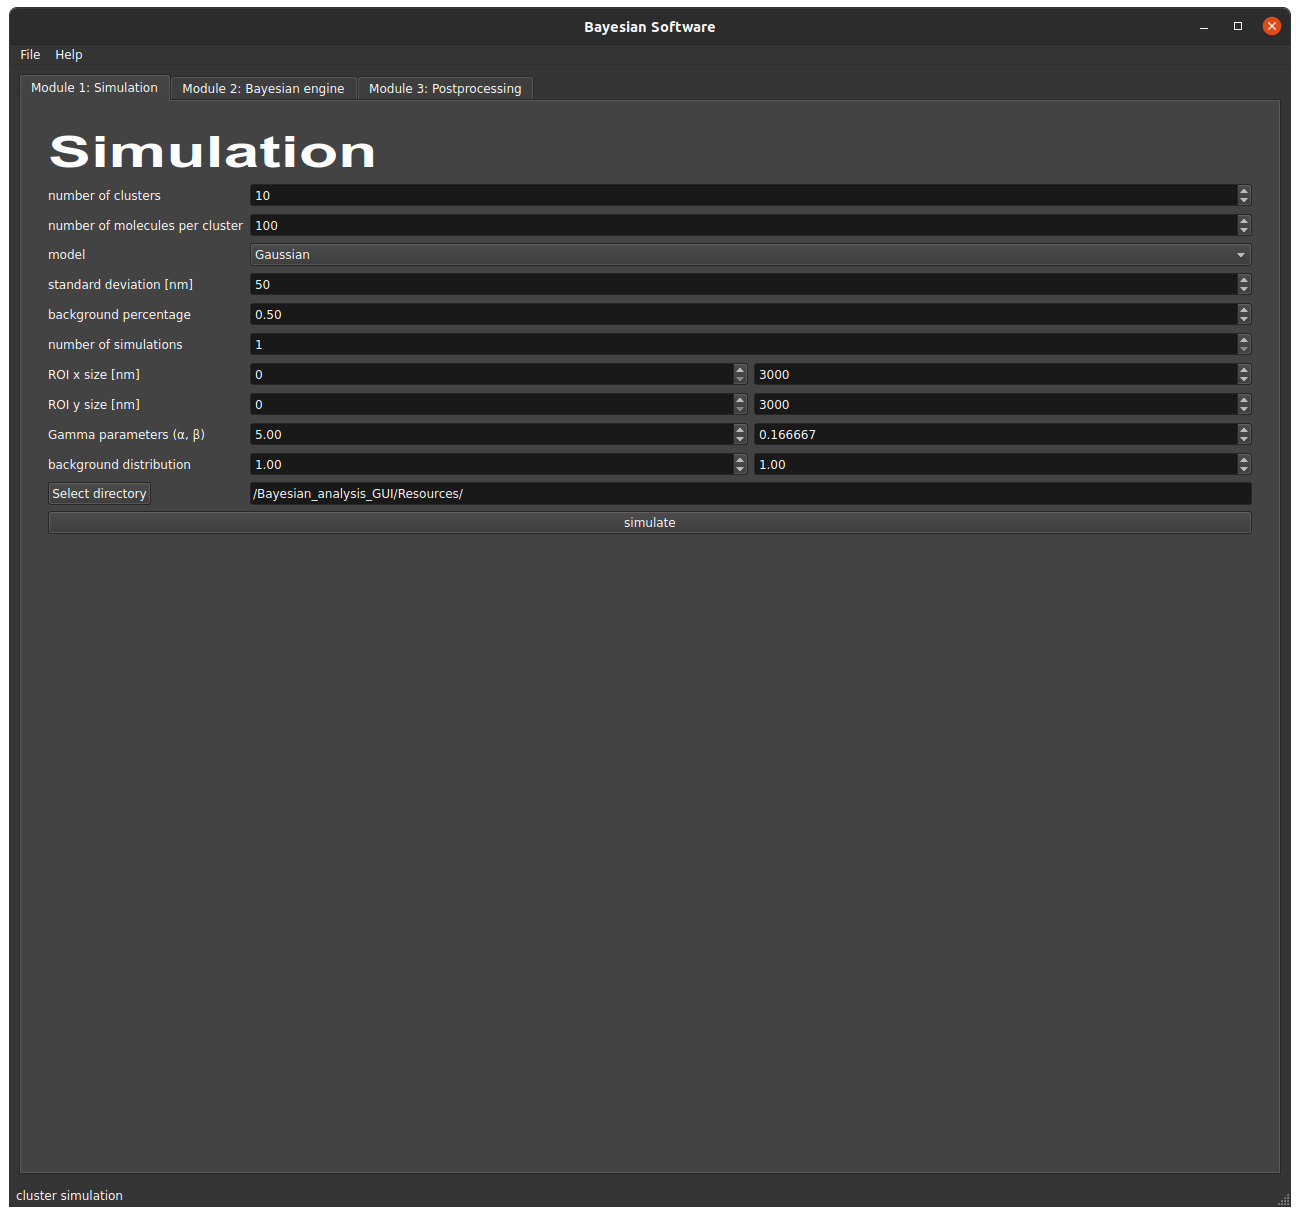 Bayesian Software
File Help
Module 1: Simulation Module 2: Bayesian engine Module 3: Postprocessing
Simulation
number of clusters 10
number of molecules per cluster 100
model Gaussian
standard deviation [nm] 50
background percentage 0.50
number of simulations 1
ROI x size [nm] 0 3000
ROI y size [nm] 0 3000
Gamma parameters (α, β) 5.00 0.166667
background distribution 1.00 1.00
Select directory /Bayesian_analysis_GUI/Resources/
simulate
cluster simulation